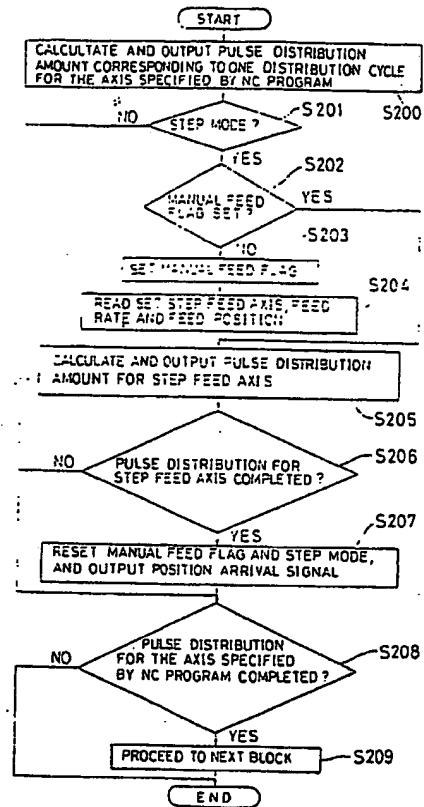 START
CALCULTATE AND OUTPUT PULSE DISTRIBUTION
AMOUNT CORRESPONDING TO ONE DISTRIBUTION CYCLE
FOR THE AXIS SPECIFIED BY NC PROGRAM
S200
S201
NO
STEP MODE ?
YES
S202
MANUAL FEED
FLAG SET ?
YES
S203
NO
SET MANUAL FEED FLAG
S204
READ SET STEP FEED AXIS, FEED
RATE AND FEED POSITION
CALCULATE AND OUTPUT PULSE DISTRIBUTION
AMOUNT FOR STEP FEED AXIS
S205
S206
NO
PULSE DISTRIBUTION FOR
STEP FEED AXIS COMPLETED ?
YES
S207
RESET MANUAL FEED FLAG AND STEP MODE,
AND OUTPUT POSITION ARRIVAL SIGNAL
NO
PULSE DISTRIBUTION
FOR THE AXIS SPECIFIED
BY NC PROGRAM COMPLETED ?
S208
YES
PROCEED TO NEXT BLOCK
S209
END